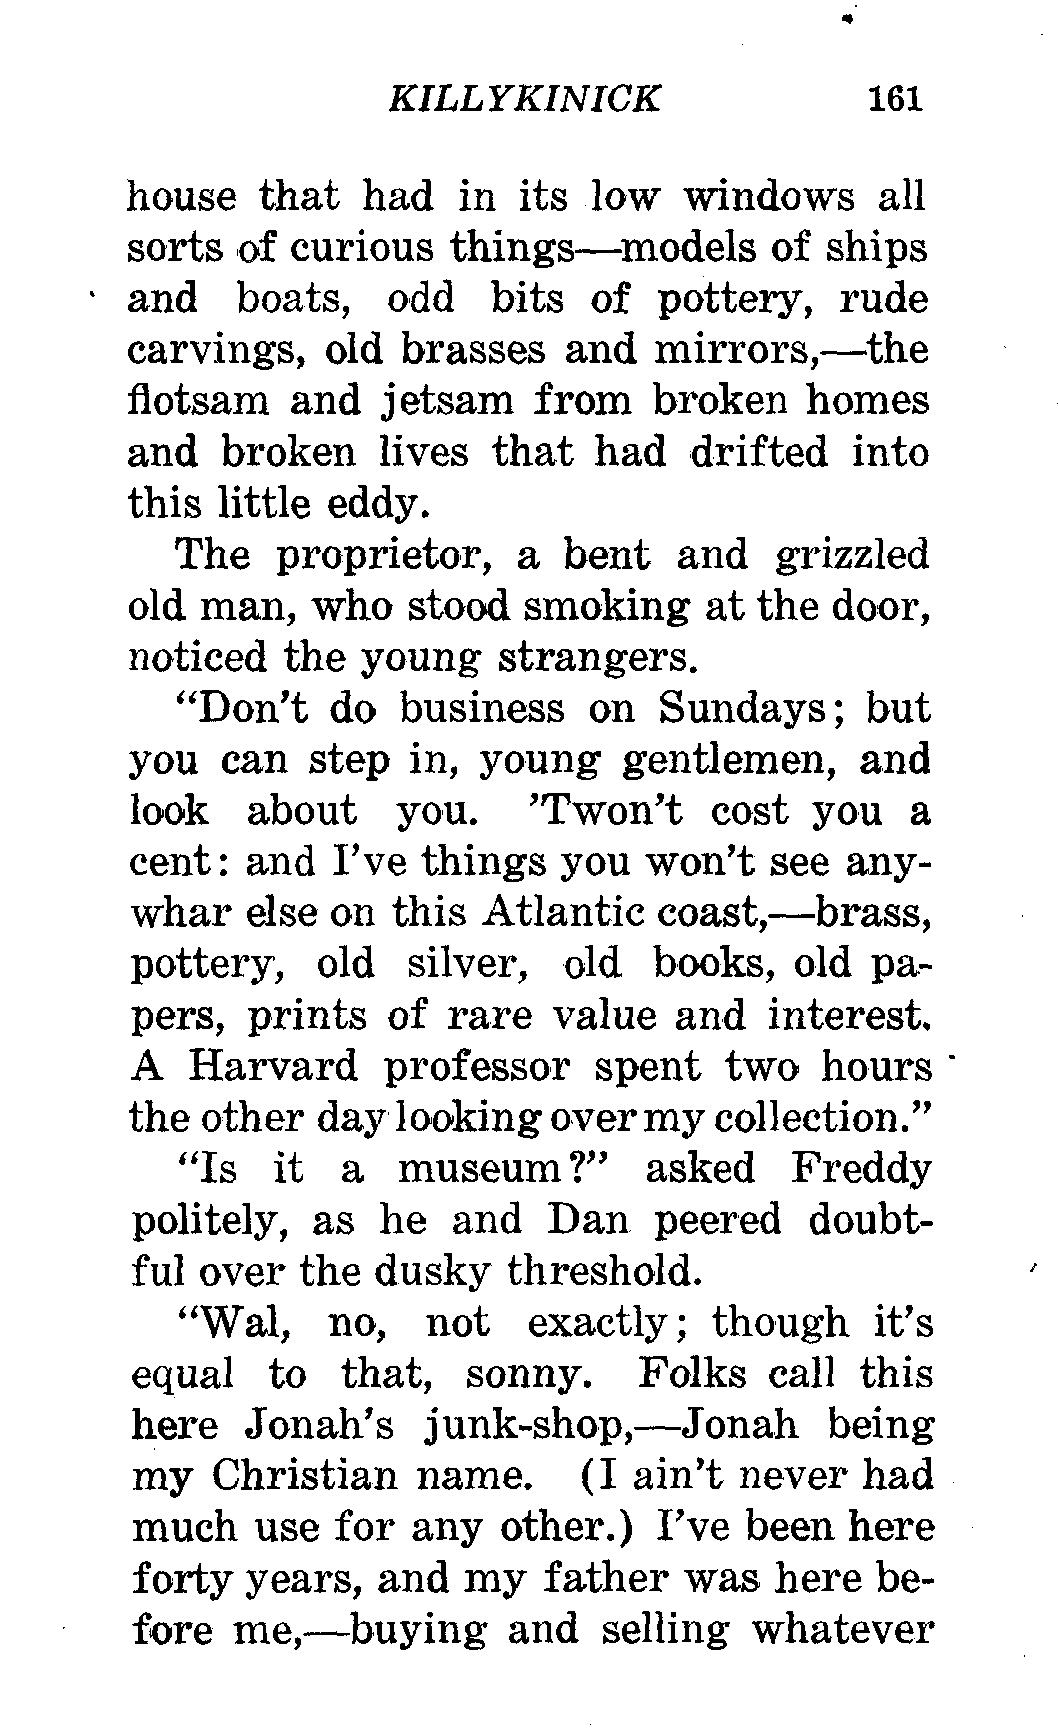 KILLYKINICK 161
house that had in its low windows all
sorts of curious things—models of ships
and boats, odd bits of pottery, rude
carvings, old brasses and mirrors,—the
flotsam and jetsam from broken homes
and broken lives that had drifted into
this little eddy.
The proprietor, a bent and grizzled
old man, who stood smoking at the door,
noticed the young strangers.
"Don't do business on Sundays; but
you can step in, young gentlemen, and
look about you. 'Twon't cost you a
cent: and I've things you won't see any-
whar else on this Atlantic coast,—brass,
pottery, old silver, old books, old pa-
pers, prints of rare value and interest.
A Harvard professor spent two hours
the other day looking over my collection."
"Is it a museum?" asked Freddy
politely, as he and Dan peered doubt-
ful over the dusky threshold.
"Wal, no, not exactly; though it's
equal to that, sonny. Folks call this
here Jonah's junk-shop,—Jonah being
my Christian name. (I ain't never had
much use for any other.) I've been here
forty years, and my father was here be-
fore me,—buying and selling whatever